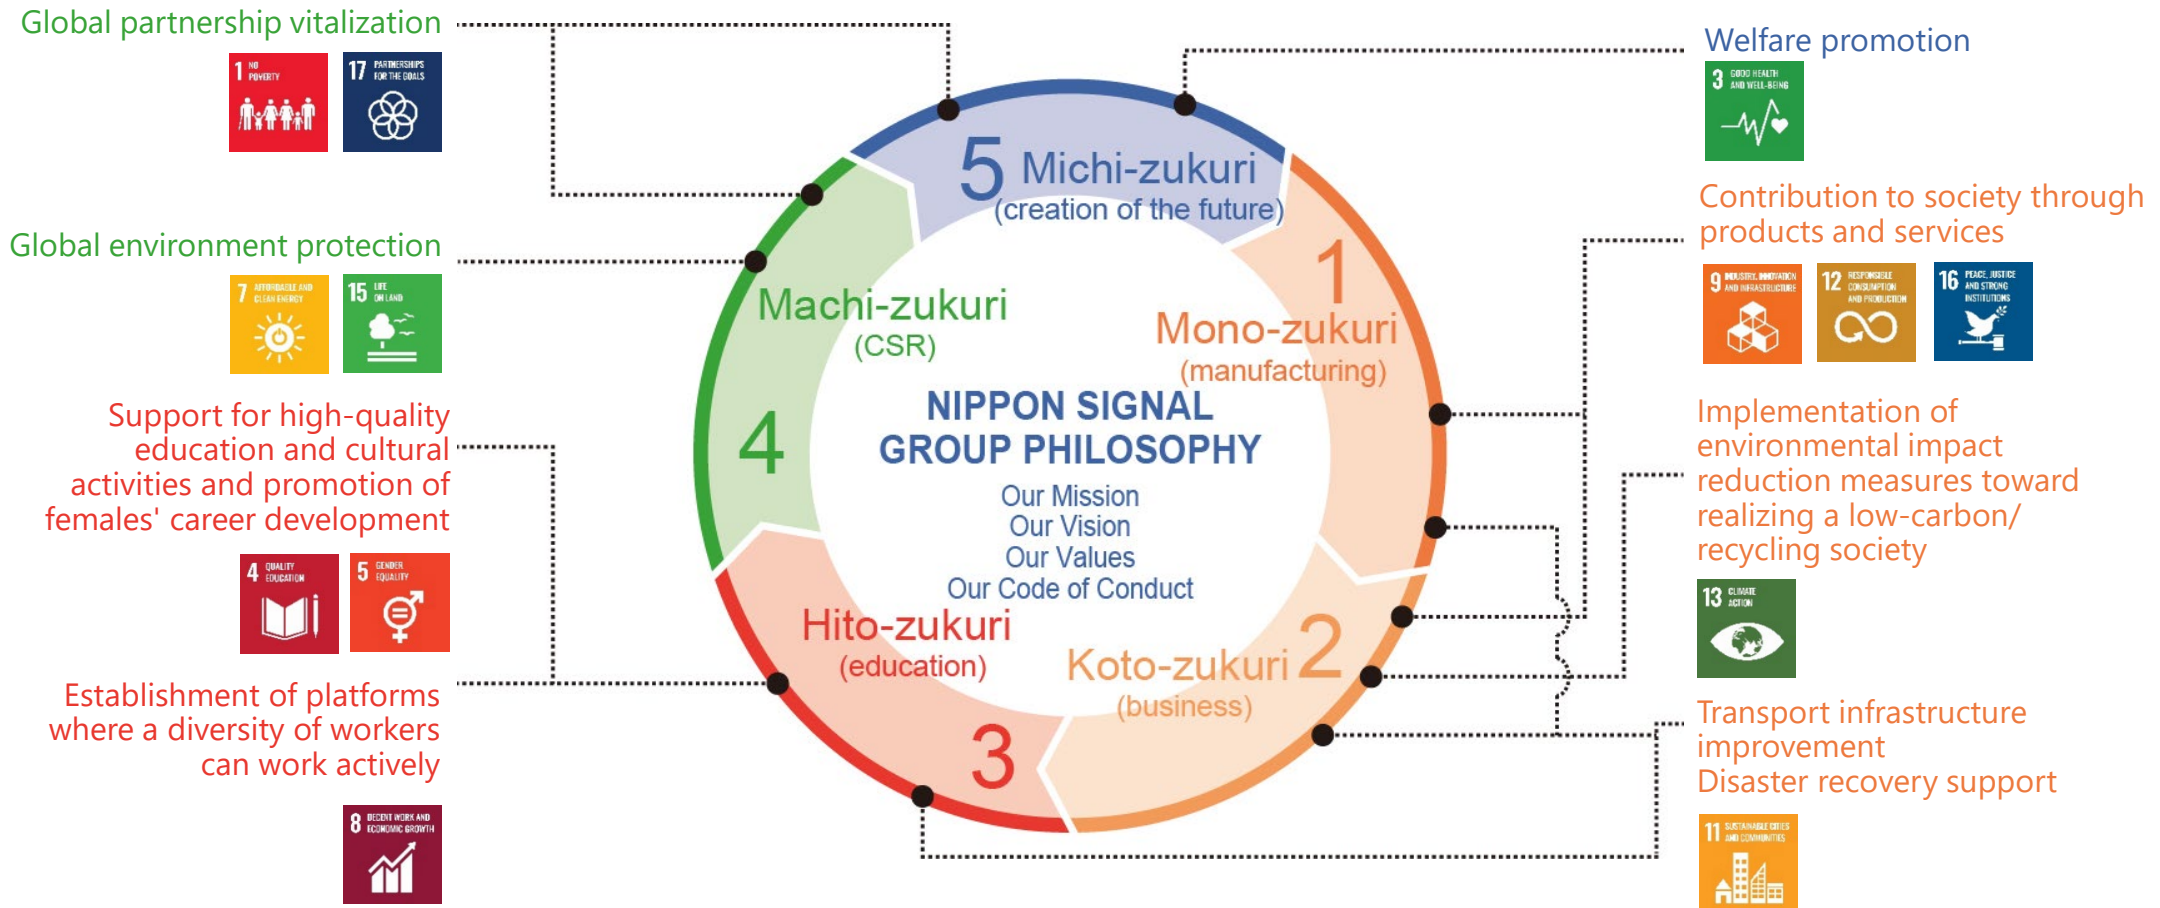 Global partnership vitalization
1 NO
POVERTY
17 PARTNERSHIPS
FOR THE GOALS
Global environment protection
7 AFFORDABLE AND
CLEAN ENERGY
15 LIFE
ON LAND
Support for high-quality
education and cultural
activities and promotion of
females' career development
4 QUALITY
EDUCATION
5 GENDER
EQUALITY
Establishment of platforms
where a diversity of workers
can work actively
8 DECENT WORK AND
ECONOMIC GROWTH
5 Michi-zukuri
(creation of the future)
1
Mono-zukuri
(manufacturing)
Machi-zukuri
(CSR)
4
NIPPON SIGNAL
GROUP PHILOSOPHY
Our Mission
Our Vision
Our Values
Our Code of Conduct
Hito-zukuri
(education)
3
Koto-zukuri 2
(business)
Welfare promotion
3 GOOD HEALTH
AND WELL-BEING
Contribution to society through
products and services
9 INDUSTRY, INNOVATION
AND INFRASTRUCTURE
12 RESPONSIBLE
CONSUMPTION
AND PRODUCTION
16 PEACE, JUSTICE
AND STRONG
INSTITUTIONS
Implementation of
environmental impact
reduction measures toward
realizing a low-carbon/
recycling society
13 CLIMATE
ACTION
Transport infrastructure
improvement
Disaster recovery support
11 SUSTAINABLE CITIES
AND COMMUNITIES